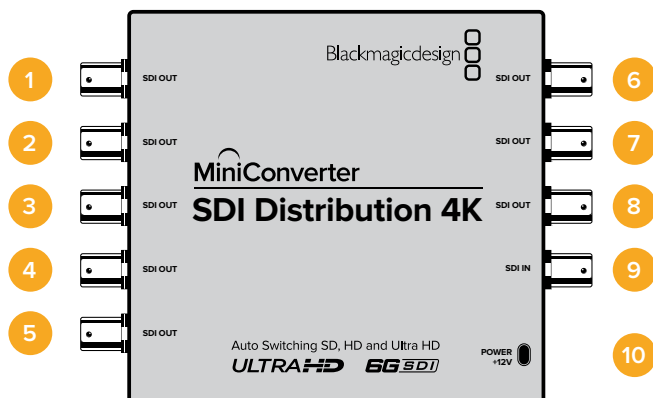 Blackmagicdesign
1 SDI OUT SDI OUT 6
2 SDI OUT SDI OUT 7
MiniConverter
3 SDI OUT SDI Distribution 4K SDI OUT 8
4 SDI OUT SDI IN 9
5 SDI OUT
Auto Switching SD, HD and Ultra HD
ULTRAHD 6G SDI
POWER
+12V
10